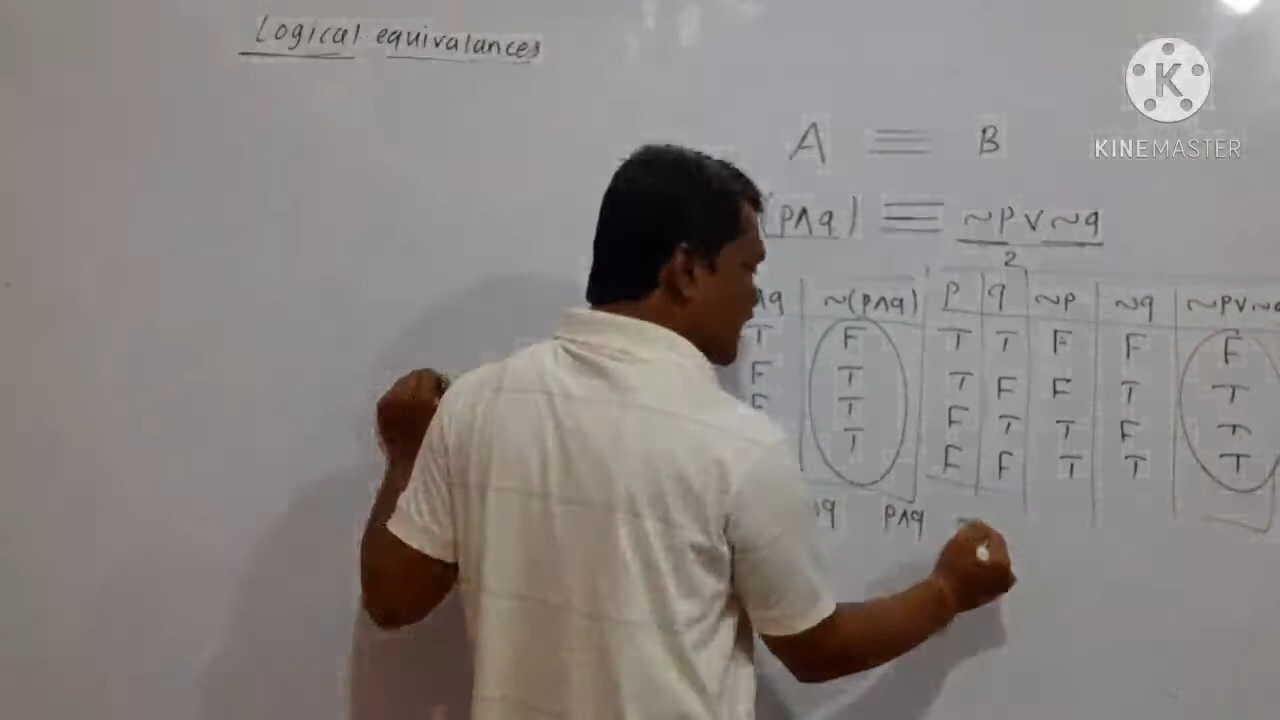 Logical equivalances
K
KINEMASTER
A ≡ B
(p∧q) ≡ ~p∨~q
2
∧q ~(p∧q) p q ~p ~q ~p∨~q
T F T T F F F
F T T F F T T
F T F T T F T
T F F T T T
∧q p∧q